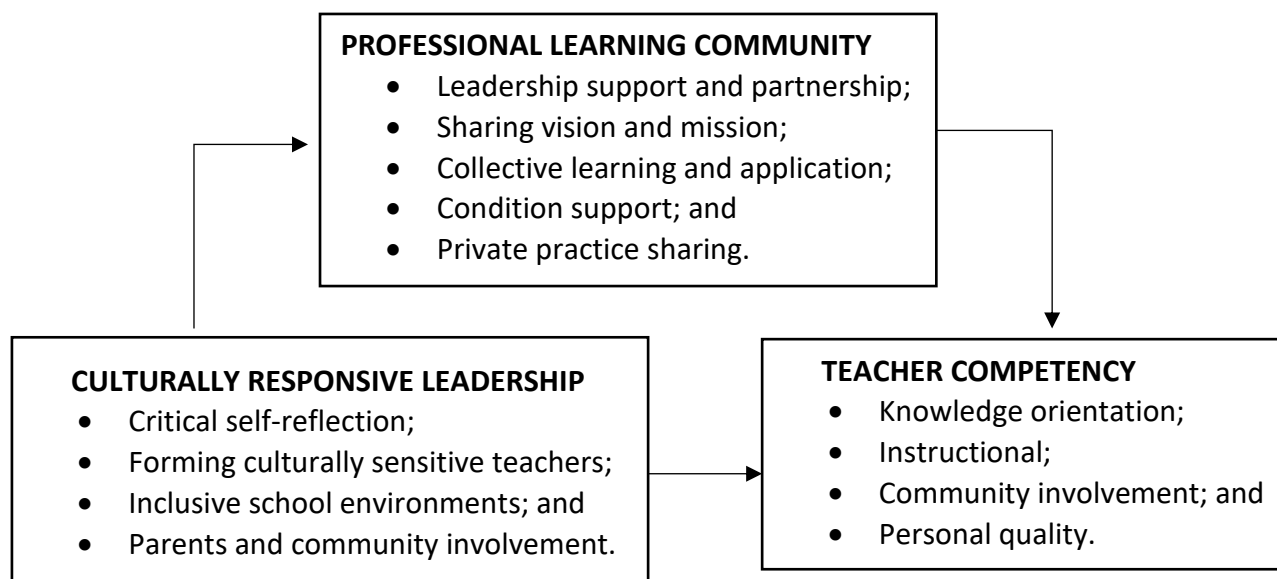 PROFESSIONAL LEARNING COMMUNITY
• Leadership support and partnership;
• Sharing vision and mission;
• Collective learning and application;
• Condition support; and
• Private practice sharing.
CULTURALLY RESPONSIVE LEADERSHIP
• Critical self-reflection;
• Forming culturally sensitive teachers;
• Inclusive school environments; and
• Parents and community involvement.
TEACHER COMPETENCY
• Knowledge orientation;
• Instructional;
• Community involvement; and
• Personal quality.